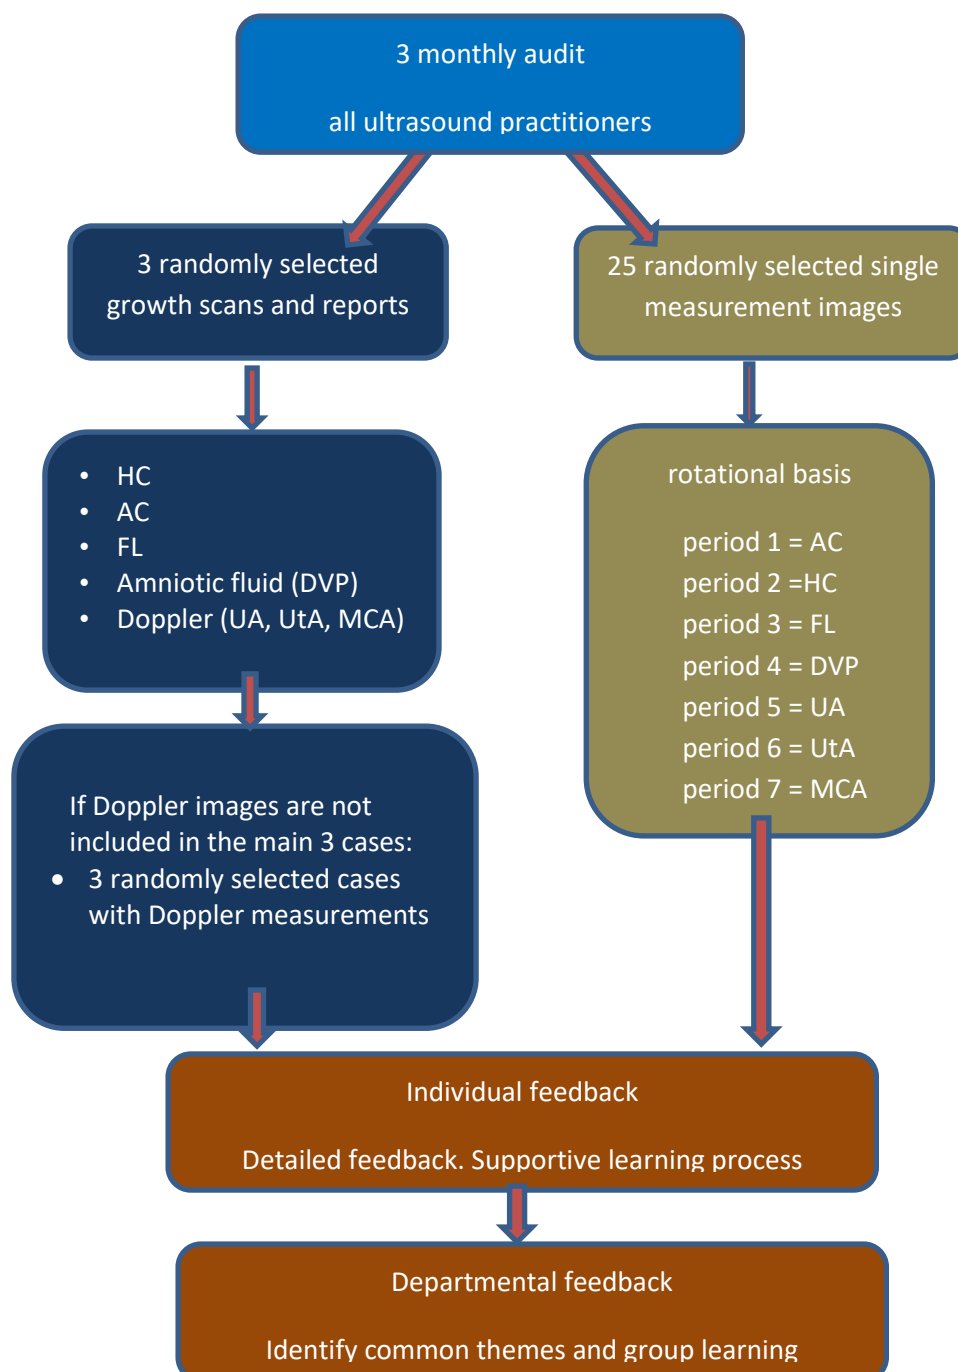 3 monthly audit
all ultrasound practitioners
3 randomly selected
growth scans and reports
25 randomly selected single
measurement images
• HC
• AC
• FL
• Amniotic fluid (DVP)
• Doppler (UA, UtA, MCA)
rotational basis
period 1 = AC
period 2 =HC
period 3 = FL
period 4 = DVP
period 5 = UA
period 6 = UtA
period 7 = MCA
If Doppler images are not
included in the main 3 cases:
• 3 randomly selected cases
with Doppler measurements
Individual feedback
Detailed feedback. Supportive learning process
Departmental feedback
Identify common themes and group learning